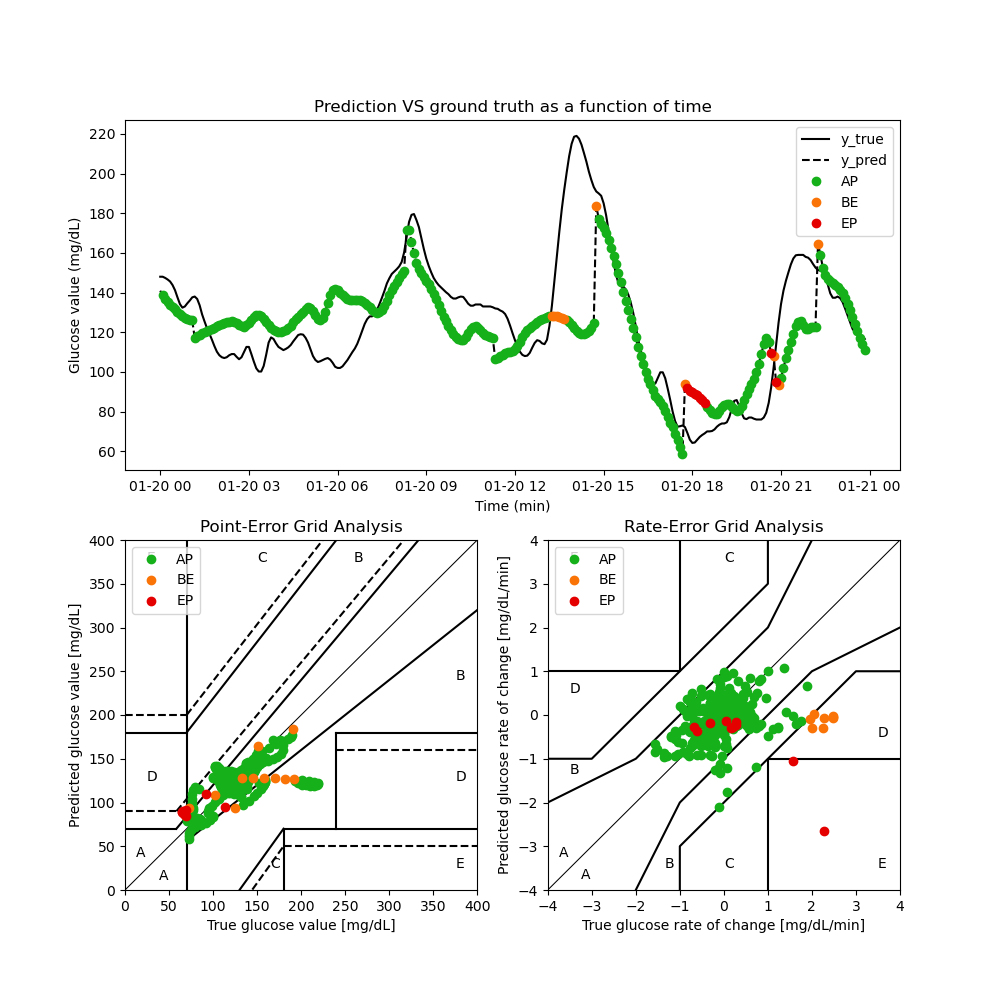 Prediction VS ground truth as a function of time
Glucose value (mg/dL)
220
200
180
160
140
120
100
80
60
y_true
y_pred
AP
BE
EP
01-20 00 01-20 03 01-20 06 01-20 09 01-20 12 01-20 15 01-20 18 01-20 21 01-21 00
Time (min)
Point-Error Grid Analysis
Predicted glucose value [mg/dL]
400
350
300
250
200
150
100
50
0
AP
BE
EP
C B
B
D D
A
A C E
0 50 100 150 200 250 300 350 400
True glucose value [mg/dL]
Rate-Error Grid Analysis
Predicted glucose rate of change [mg/dL/min]
4
3
2
1
0
−1
−2
−3
−4
AP
BE
EP
C
D
D
B
A
A B C E
−4 −3 −2 −1 0 1 2 3 4
True glucose rate of change [mg/dL/min]